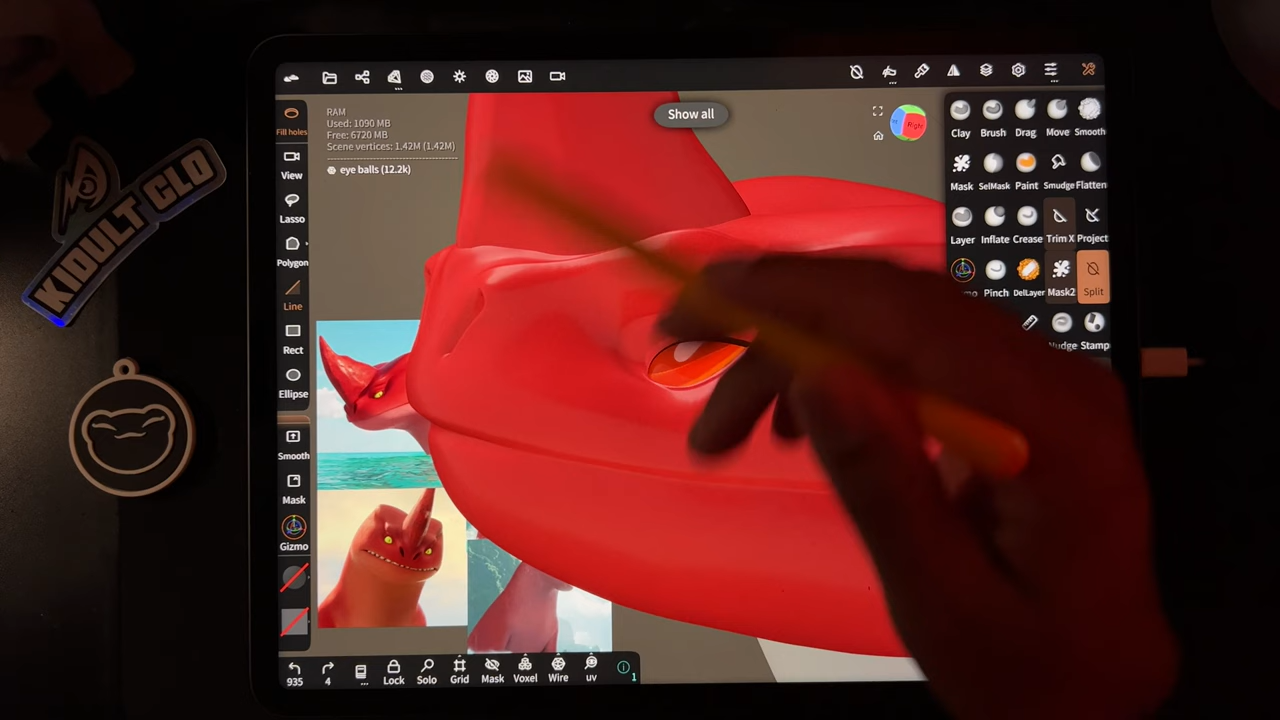 KIDULT CLO
RAM
Used: 1090 MB
Free: 6720 MB
Scene vertices: 1.42M (1.42M)
eye balls (12.2k)
Show all
Right
Fill holes
View
Lasso
Polygon
Line
Rect
Ellipse
Smooth
Mask
Gizmo
Clay Brush Drag Move Smooth
Mask SelMask Paint Smudge Flatten
Layer Inflate Crease Trim X Project
Pinch DelLayer Mask2 Split
Stamp
935 4 Lock Solo Grid Mask Voxel Wire uv 1